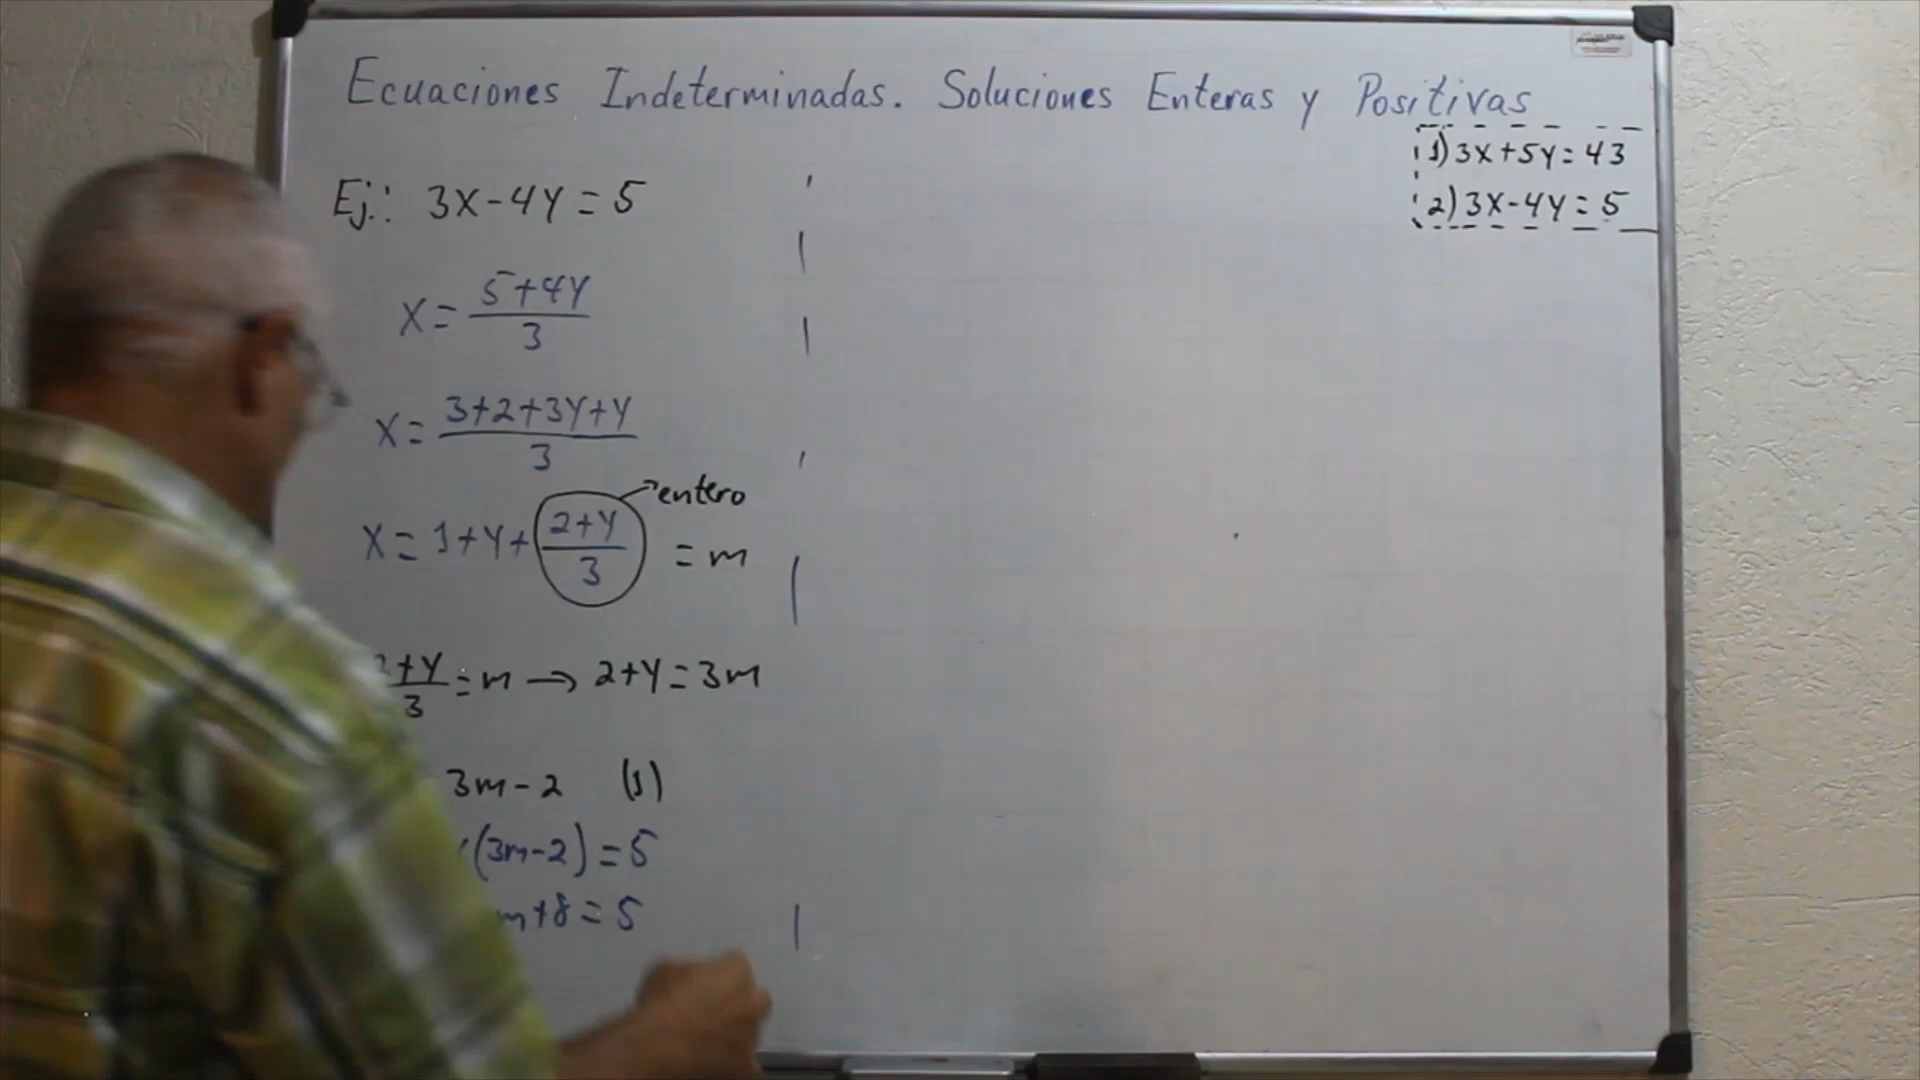 Ecuaciones Indeterminadas. Soluciones Enteras y Positivas
1) 3x+5y=43
2) 3x-4y=5
Ej.: 3x-4y=5
x= 5+4y / 3
x= 3+2+3y+y / 3
entero
x= 1+y+ 2+y / 3 = m
+y / 3 = m → 2+y=3m
3m-2 (1)
(3m-2)=5
m+8=5